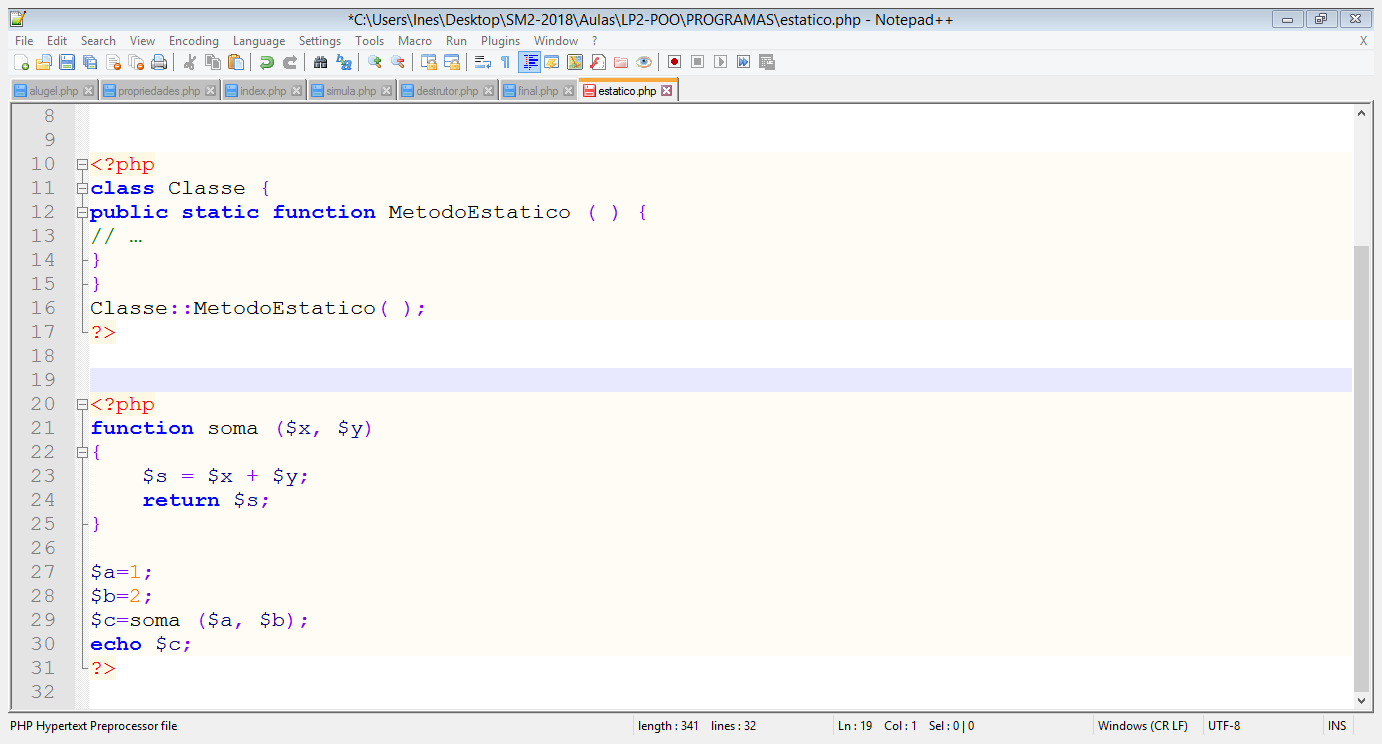 *C:\Users\Ines\Desktop\SM2-2018\Aulas\LP2-POO\PROGRAMAS\estatico.php - Notepad++
File Edit Search View Encoding Language Settings Tools Macro Run Plugins Window ? X
alugel.php propriedades.php index.php simula.php destrutor.php final.php estatico.php
8
9
10 <?php
11 class Classe {
12 public static function MetodoEstatico ( ) {
13 // …
14 }
15 }
16 Classe::MetodoEstatico( );
17 ?>
18
19
20 <?php
21 function soma ($x, $y)
22 {
23 $s = $x + $y;
24 return $s;
25 }
26
27 $a=1;
28 $b=2;
29 $c=soma ($a, $b);
30 echo $c;
31 ?>
32
PHP Hypertext Preprocessor file length : 341 lines : 32 Ln : 19 Col : 1 Sel : 0 | 0 Windows (CR LF) UTF-8 INS